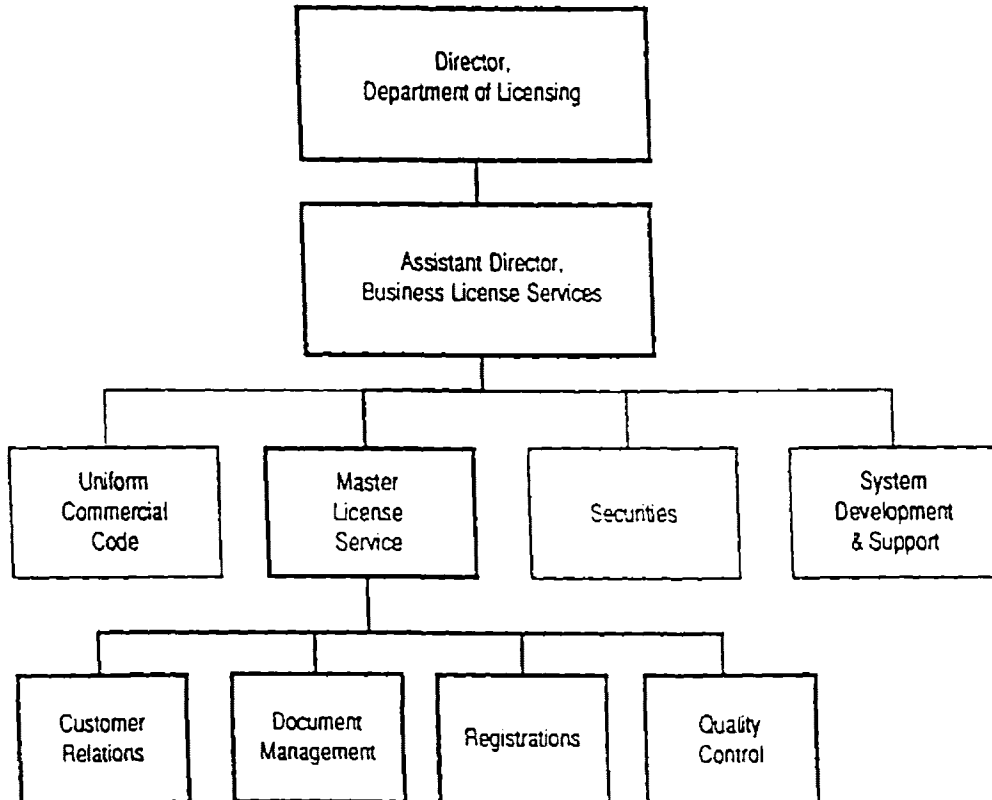 Director,
Department of Licensing
Assistant Director,
Business License Services
Uniform
Commercial
Code
Master
License
Service
Securities
System
Development
& Support
Customer
Relations
Document
Management
Registrations
Quality
Control